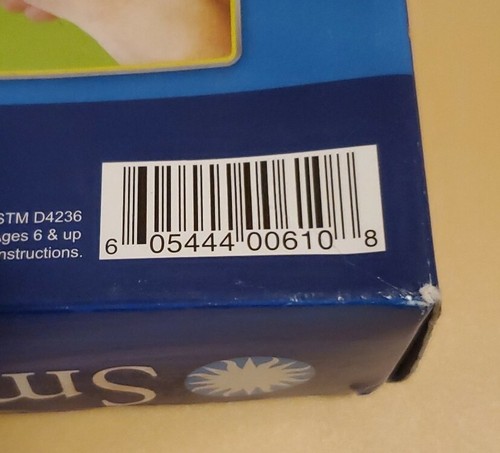 STM D4236
ges 6 & up
nstructions.
6 05444 00610 8
Sm